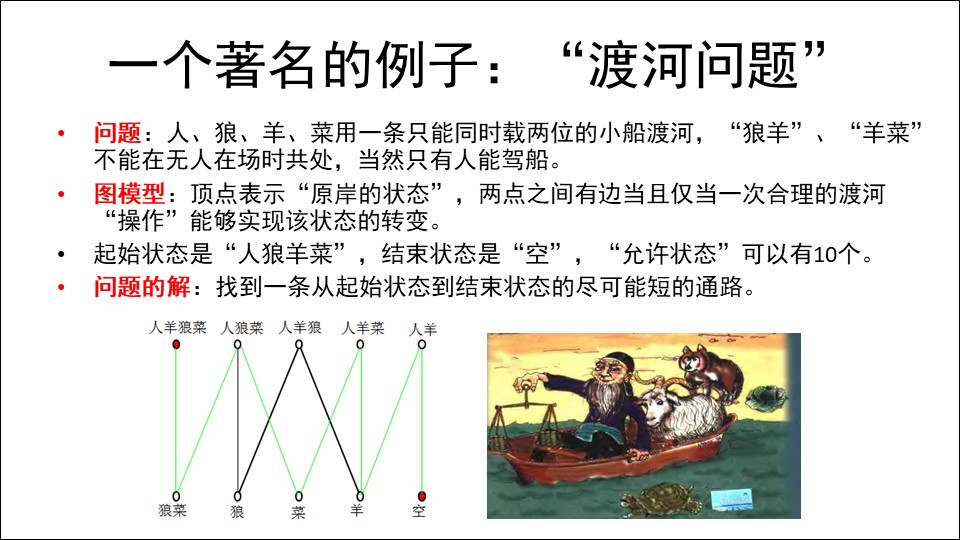 一个著名的例子：“渡河问题”
• 问题：人、狼、羊、菜用一条只能同时载两位的小船渡河，“狼羊”、“羊菜”
不能在无人在场时共处，当然只有人能驾船。
• 图模型：顶点表示“原岸的状态”，两点之间有边当且仅当一次合理的渡河
“操作”能够实现该状态的转变。
• 起始状态是“人狼羊菜”，结束状态是“空”，“允许状态”可以有10个。
• 问题的解：找到一条从起始状态到结束状态的尽可能短的通路。
人羊狼菜 人狼菜 人羊狼 人羊菜 人羊
狼菜 狼 菜 羊 空